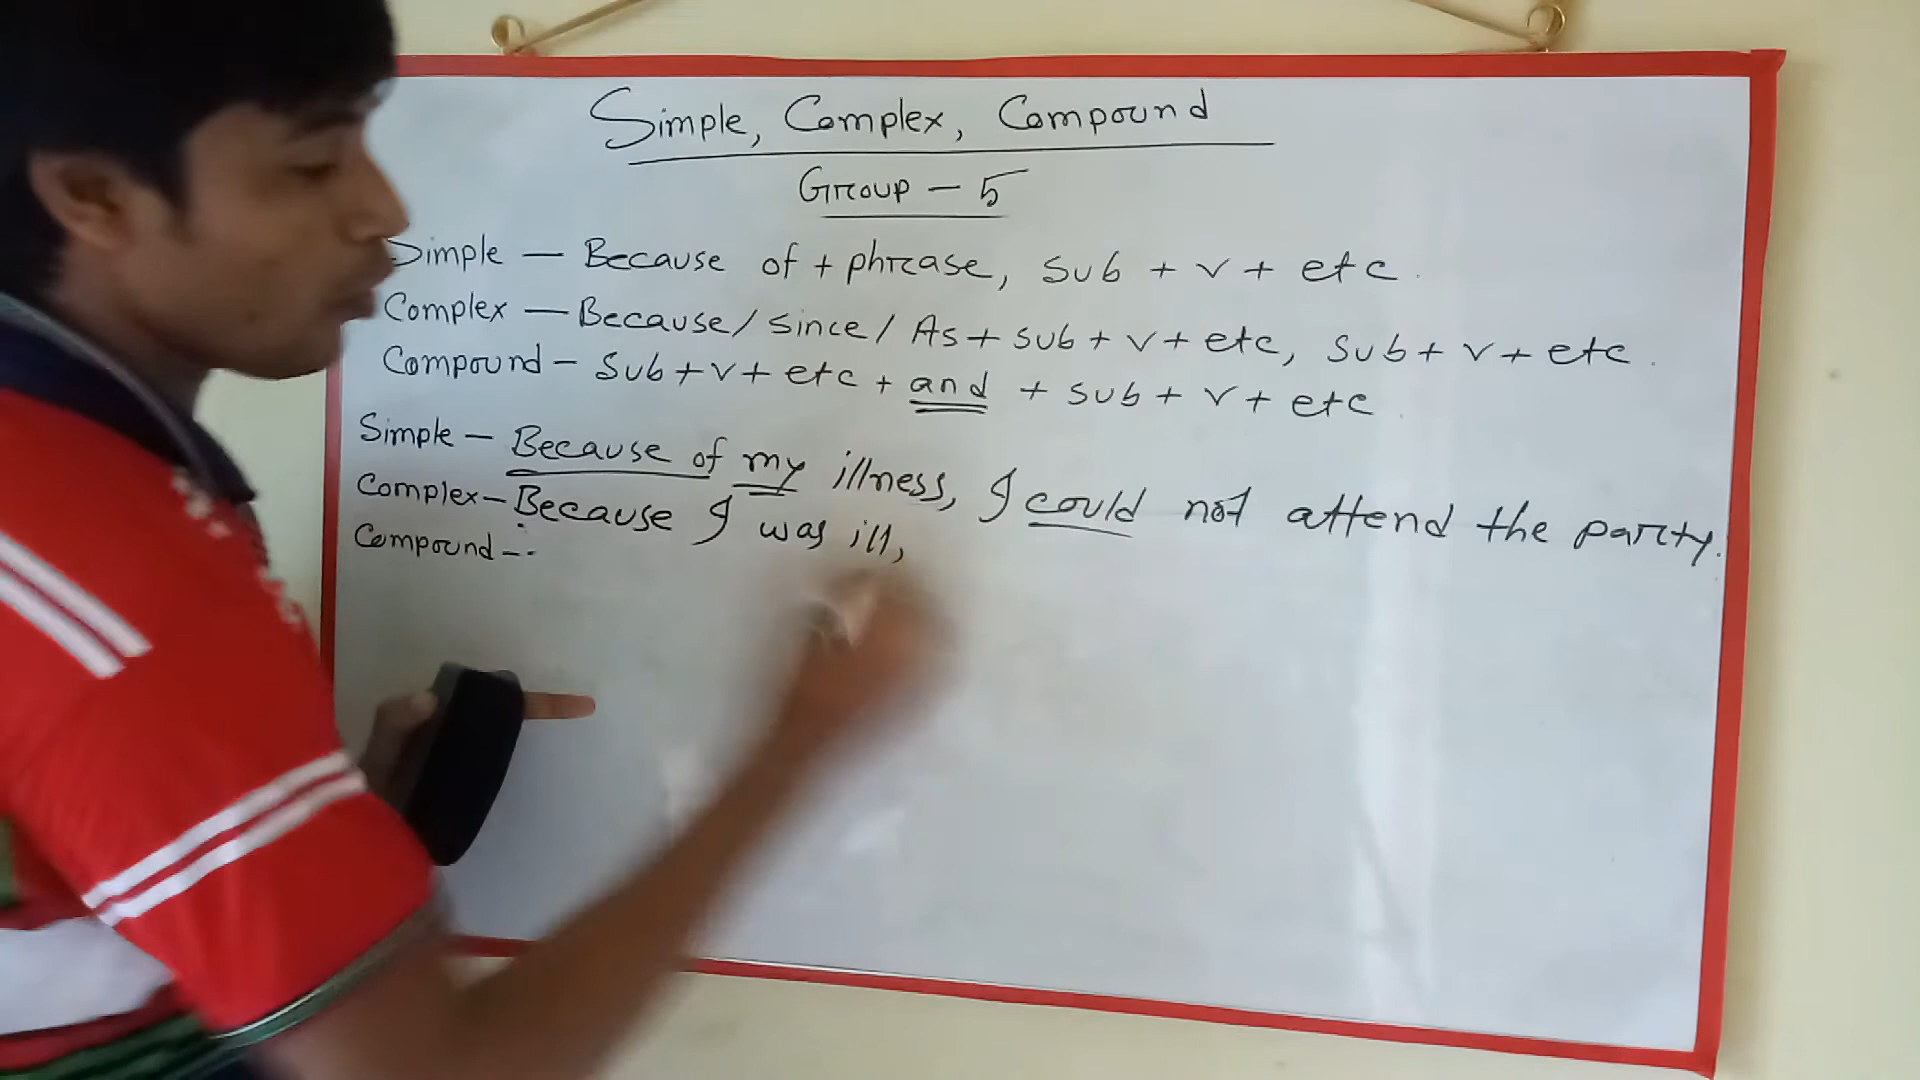 Simple, Complex, Compound
Group - 5
Simple — Because of + phrase, sub + v + etc.
Complex — Because/ since/ As + sub + v + etc, sub + v + etc.
Compound - sub + v + etc + and + sub + v + etc
Simple - Because of my illness, I could not attend the party.
Complex - Because I was ill,
Compound -